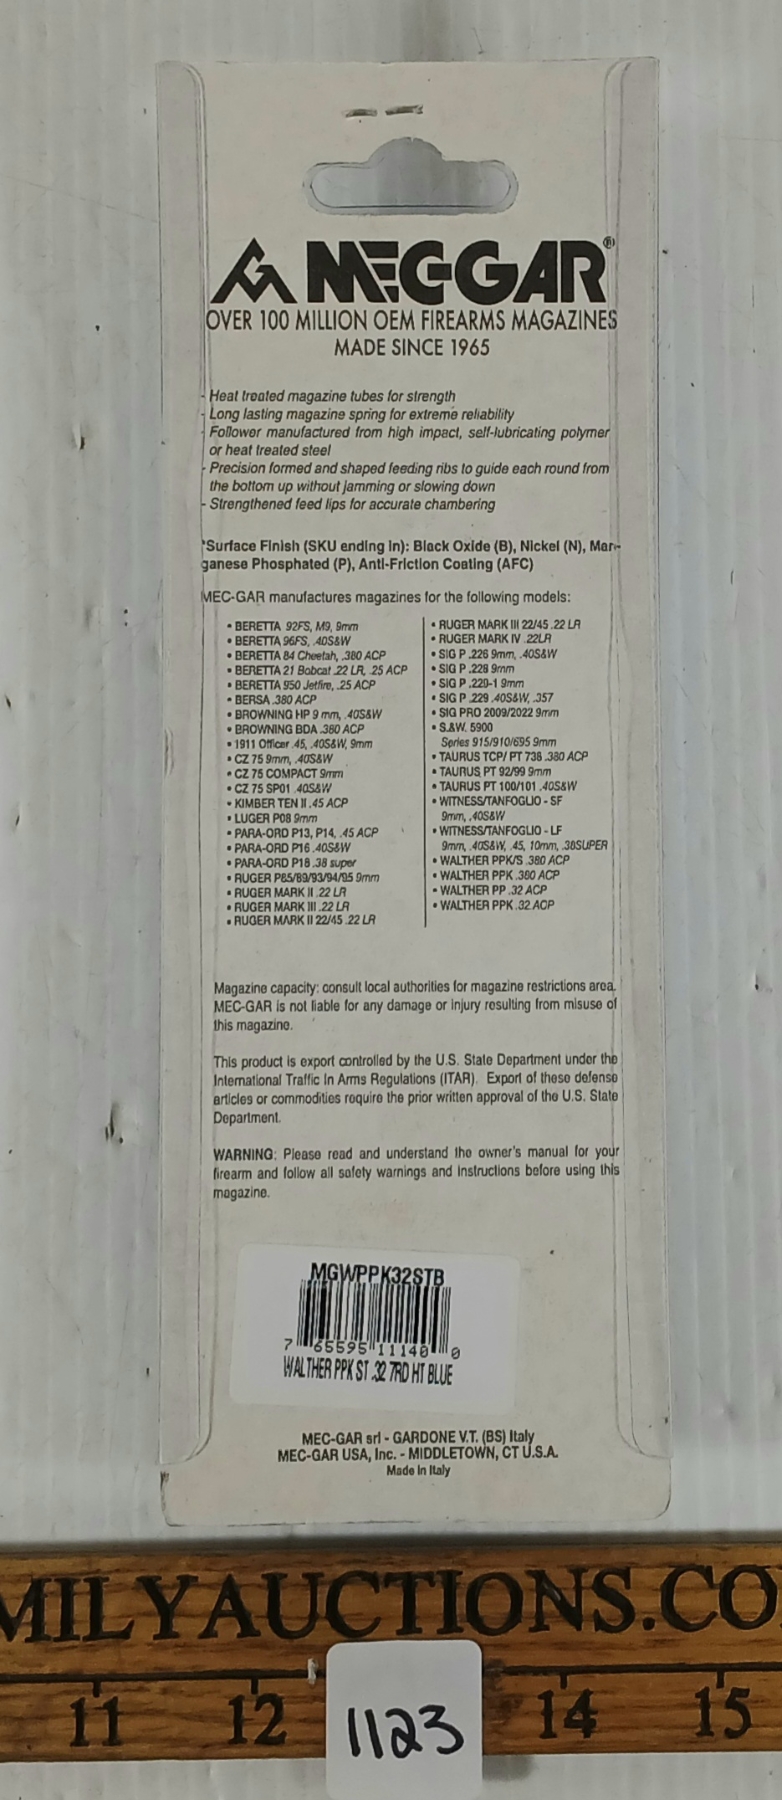 MEC-GAR®
OVER 100 MILLION OEM FIREARMS MAGAZINES
MADE SINCE 1965
- Heat treated magazine tubes for strength
- Long lasting magazine spring for extreme reliability
- Follower manufactured from high impact, self-lubricating polymer
or heat treated steel
- Precision formed and shaped feeding ribs to guide each round from
the bottom up without jamming or slowing down
- Strengthened feed lips for accurate chambering
*Surface Finish (SKU ending in): Black Oxide (B), Nickel (N), Man-
ganese Phosphated (P), Anti-Friction Coating (AFC)
MEC-GAR manufactures magazines for the following models:
• BERETTA 92FS, M9, 9mm
• BERETTA 96FS, .40S&W
• BERETTA 84 Cheetah, .380 ACP
• BERETTA 21 Bobcat .22 LR, .25 ACP
• BERETTA 950 Jetfire, .25 ACP
• BERSA .380 ACP
• BROWNING HP 9 mm, .40S&W
• BROWNING BDA .380 ACP
• 1911 Officer .45, .40S&W, 9mm
• CZ 75 9mm, .40S&W
• CZ 75 COMPACT 9mm
• CZ 75 SP01 .40S&W
• KIMBER TEN II .45 ACP
• LUGER P08 9mm
• PARA-ORD P13, P14, .45 ACP
• PARA-ORD P16 .40S&W
• PARA-ORD P18 .38 super
• RUGER P85/89/93/94/95 9mm
• RUGER MARK II .22 LR
• RUGER MARK III .22 LR
• RUGER MARK II 22/45 .22 LR
• RUGER MARK III 22/45 .22 LR
• RUGER MARK IV .22LR
• SIG P .226 9mm, .40S&W
• SIG P .228 9mm
• SIG P .220-1 9mm
• SIG P .229 .40S&W, .357
• SIG PRO 2009/2022 9mm
• S.&W. 5900
Series 915/910/695 9mm
• TAURUS TCP/ PT 738 .380 ACP
• TAURUS PT 92/99 9mm
• TAURUS PT 100/101 .40S&W
• WITNESS/TANFOGLIO - SF
9mm, .40S&W
• WITNESS/TANFOGLIO - LF
9mm, .40S&W, .45, 10mm, .38SUPER
• WALTHER PPK/S .380 ACP
• WALTHER PPK .380 ACP
• WALTHER PP .32 ACP
• WALTHER PPK .32 ACP
Magazine capacity: consult local authorities for magazine restrictions area.
MEC-GAR is not liable for any damage or injury resulting from misuse of
this magazine.
This product is export controlled by the U.S. State Department under the
International Traffic In Arms Regulations (ITAR). Export of these defense
articles or commodities require the prior written approval of the U.S. State
Department.
WARNING: Please read and understand the owner's manual for your
firearm and follow all safety warnings and instructions before using this
magazine.
MGWPPK32STB
7 65595 11140 0
WALTHER PPK ST .32 7RD HT BLUE
MEC-GAR srl - GARDONE V.T. (BS) Italy
MEC-GAR USA, Inc. - MIDDLETOWN, CT U.S.A.
Made in Italy
MILYAUCTIONS.CO
11 12 14 15
1123